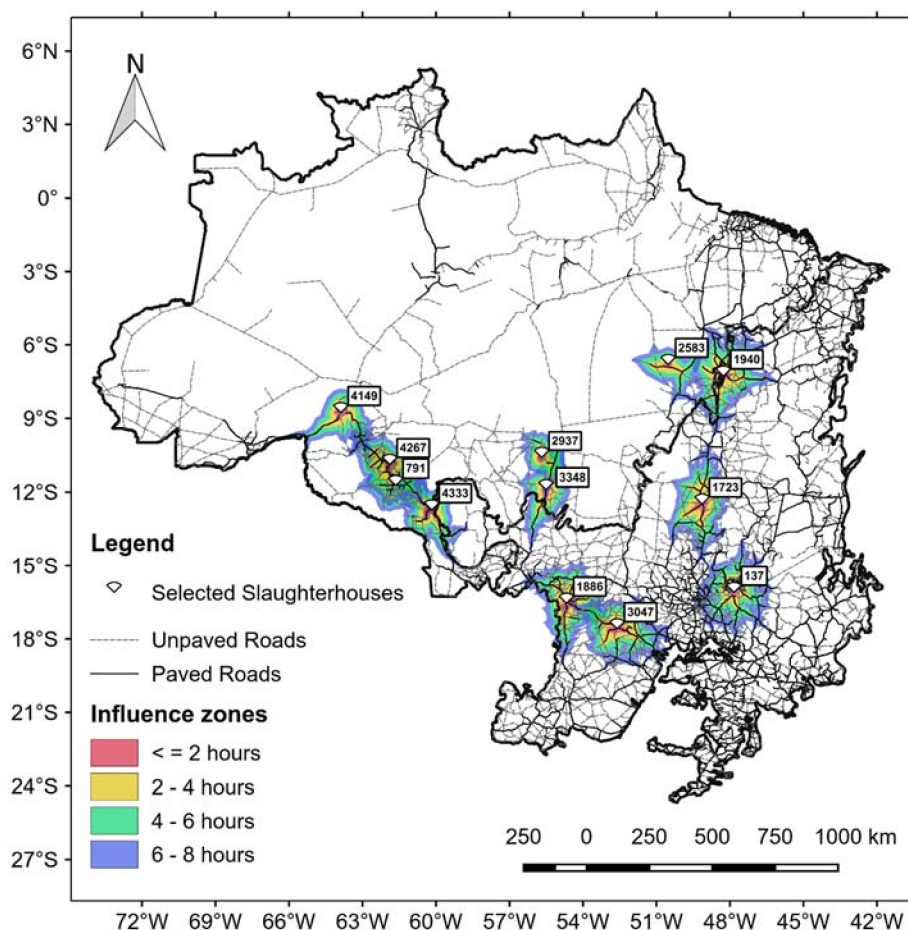 6°N
3°N
0°
3°S
6°S
9°S
12°S
15°S
18°S
21°S
24°S
27°S
N
2583
1940
4149
4267
791
4333
2937
3348
1723
137
1886
3047
Legend
Selected Slaughterhouses
Unpaved Roads
Paved Roads
Influence zones
< = 2 hours
2 - 4 hours
4 - 6 hours
6 - 8 hours
250 0 250 500 750 1000 km
72°W 69°W 66°W 63°W 60°W 57°W 54°W 51°W 48°W 45°W 42°W